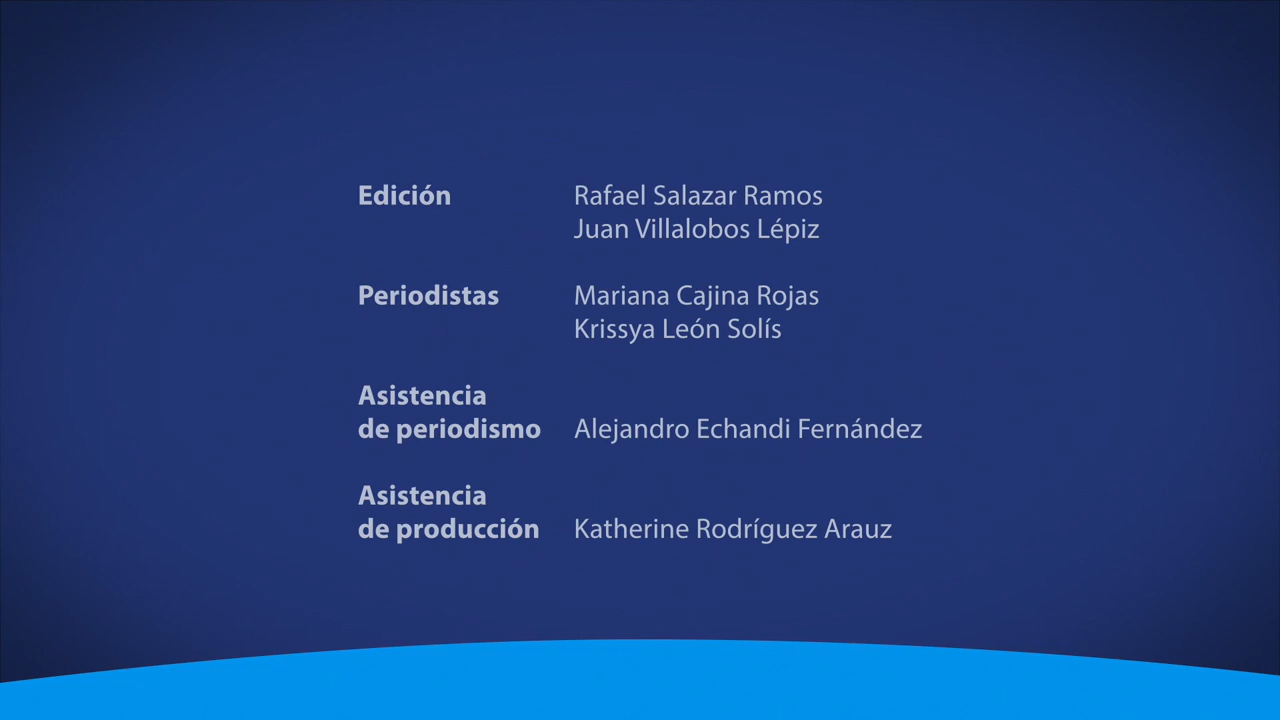 Edición Rafael Salazar Ramos
Juan Villalobos Lépiz
Periodistas Mariana Cajina Rojas
Krissya León Solís
Asistencia
de periodismo Alejandro Echandi Fernández
Asistencia
de producción Katherine Rodríguez Arauz